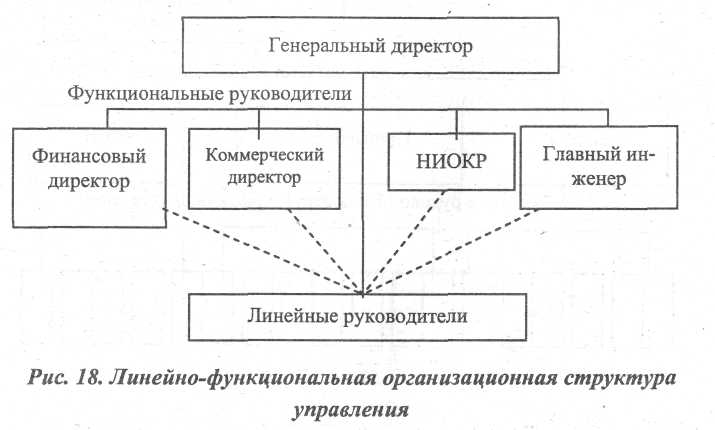 Генеральный директор
Функциональные руководители
Финансовый
директор
Коммерческий
директор
НИОКР
Главный ин-
женер
Линейные руководители
Рис. 18. Линейно-функциональная организационная структура
управления